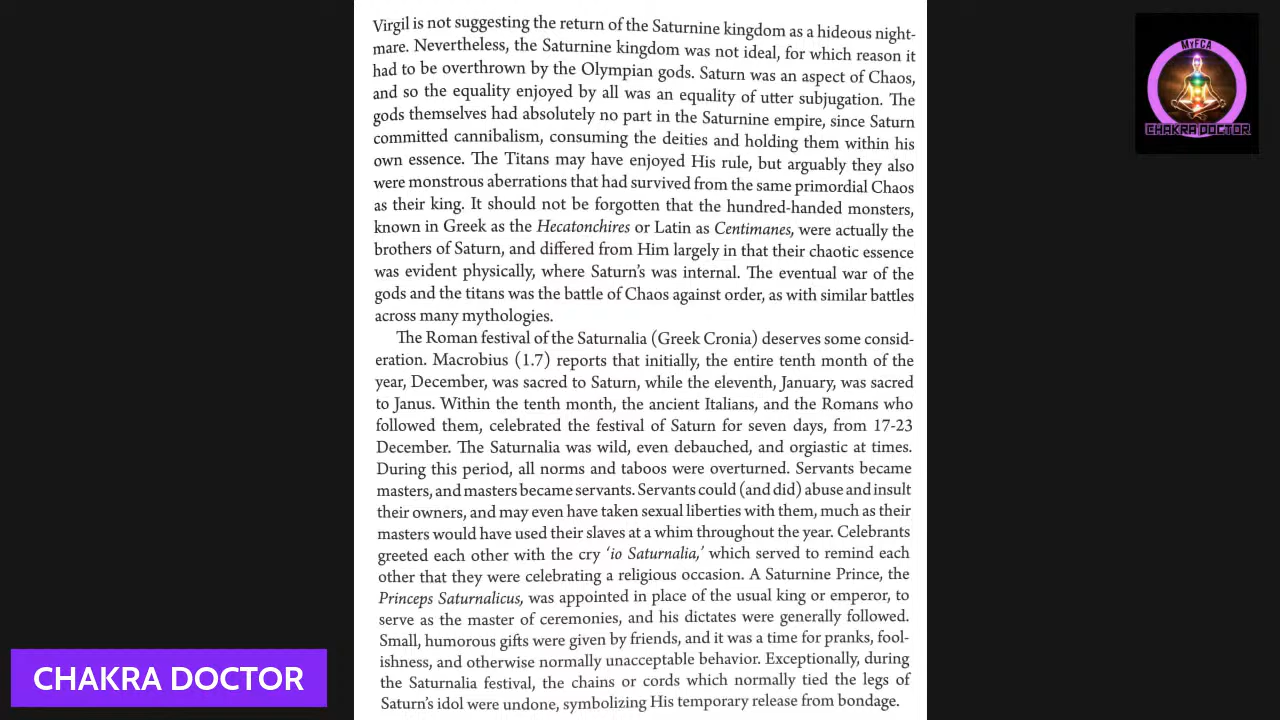 Virgil is not suggesting the return of the Saturnine kingdom as a hideous night-
mare. Nevertheless, the Saturnine kingdom was not ideal, for which reason it
had to be overthrown by the Olympian gods. Saturn was an aspect of Chaos,
and so the equality enjoyed by all was an equality of utter subjugation. The
gods themselves had absolutely no part in the Saturnine empire, since Saturn
committed cannibalism, consuming the deities and holding them within his
own essence. The Titans may have enjoyed His rule, but arguably they also
were monstrous aberrations that had survived from the same primordial Chaos
as their king. It should not be forgotten that the hundred-handed monsters,
known in Greek as the Hecatonchires or Latin as Centimanes, were actually the
brothers of Saturn, and differed from Him largely in that their chaotic essence
was evident physically, where Saturn's was internal. The eventual war of the
gods and the titans was the battle of Chaos against order, as with similar battles
across many mythologies.
The Roman festival of the Saturnalia (Greek Cronia) deserves some consid-
eration. Macrobius (1.7) reports that initially, the entire tenth month of the
year, December, was sacred to Saturn, while the eleventh, January, was sacred
to Janus. Within the tenth month, the ancient Italians, and the Romans who
followed them, celebrated the festival of Saturn for seven days, from 17-23
December. The Saturnalia was wild, even debauched, and orgiastic at times.
During this period, all norms and taboos were overturned. Servants became
masters, and masters became servants. Servants could (and did) abuse and insult
their owners, and may even have taken sexual liberties with them, much as their
masters would have used their slaves at a whim throughout the year. Celebrants
greeted each other with the cry 'io Saturnalia,' which served to remind each
other that they were celebrating a religious occasion. A Saturnine Prince, the
Princeps Saturnalicus, was appointed in place of the usual king or emperor, to
serve as the master of ceremonies, and his dictates were generally followed.
Small, humorous gifts were given by friends, and it was a time for pranks, fool-
ishness, and otherwise normally unacceptable behavior. Exceptionally, during
the Saturnalia festival, the chains or cords which normally tied the legs of
Saturn's idol were undone, symbolizing His temporary release from bondage.
MYFCA
CHAKRA DOCTOR
CHAKRA DOCTOR